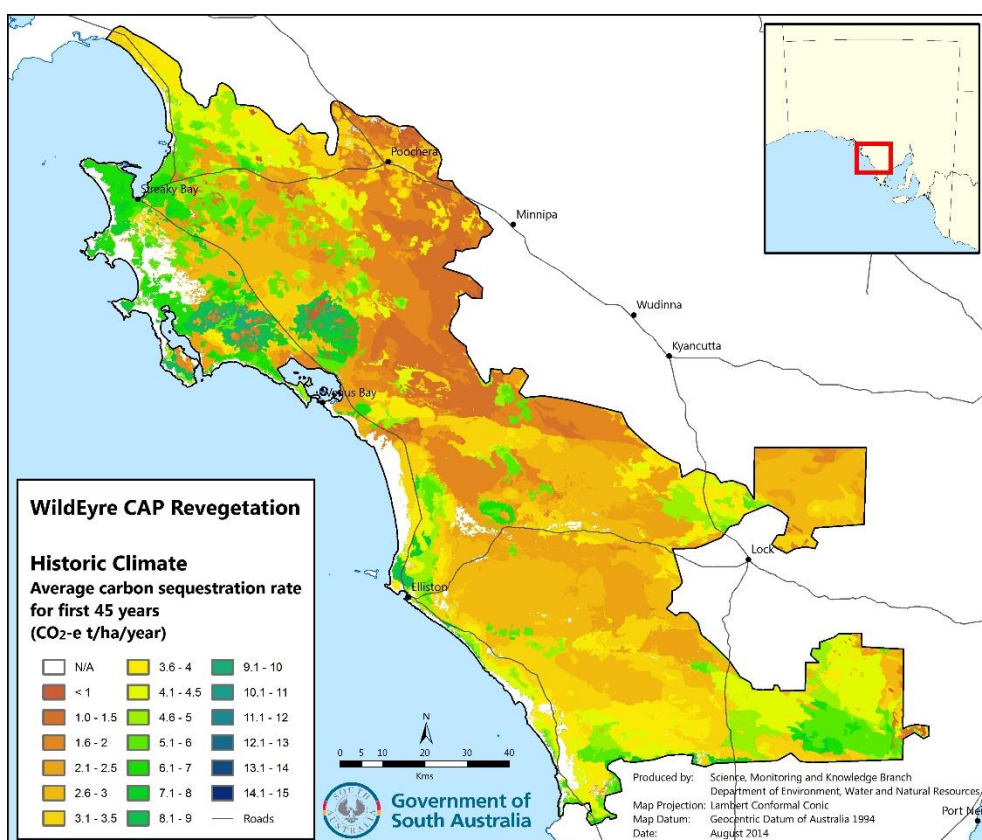 Poochera
Streaky Bay
Minnipa
Wudinna
Kyancutta
Venus Bay
Lock
Elliston
WildEyre CAP Revegetation
Historic Climate
Average carbon sequestration rate
for first 45 years
(CO2-e t/ha/year)
N/A
< 1
1.0 - 1.5
1.6 - 2
2.1 - 2.5
2.6 - 3
3.1 - 3.5
3.6 - 4
4.1 - 4.5
4.6 - 5
5.1 - 6
6.1 - 7
7.1 - 8
8.1 - 9
9.1 - 10
10.1 - 11
11.1 - 12
12.1 - 13
13.1 - 14
14.1 - 15
Roads
N
0 5 10 20 30 40
Kms
SOUTH AUSTRALIA
Government of
South Australia
Produced by: Science, Monitoring and Knowledge Branch
Department of Environment, Water and Natural Resources
Map Projection: Lambert Conformal Conic
Map Datum: Geocentric Datum of Australia 1994
Date: August 2014
Port Nei